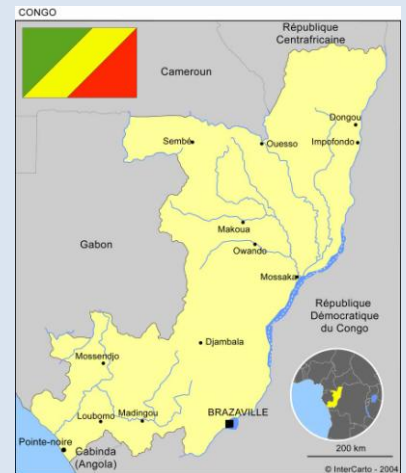 CONGO
République
Centrafricaine
Cameroun
Dongou
Sembé
Ouesso
Impofondo
Makoua
Gabon
Owando
Mossaka
République
Démocratique
du Congo
Djambala
Mossendjo
BRAZAVILLE
Loubomo
Madingou
Pointe-noire
Cabinda
(Angola)
200 km
© InterCarto - 2004